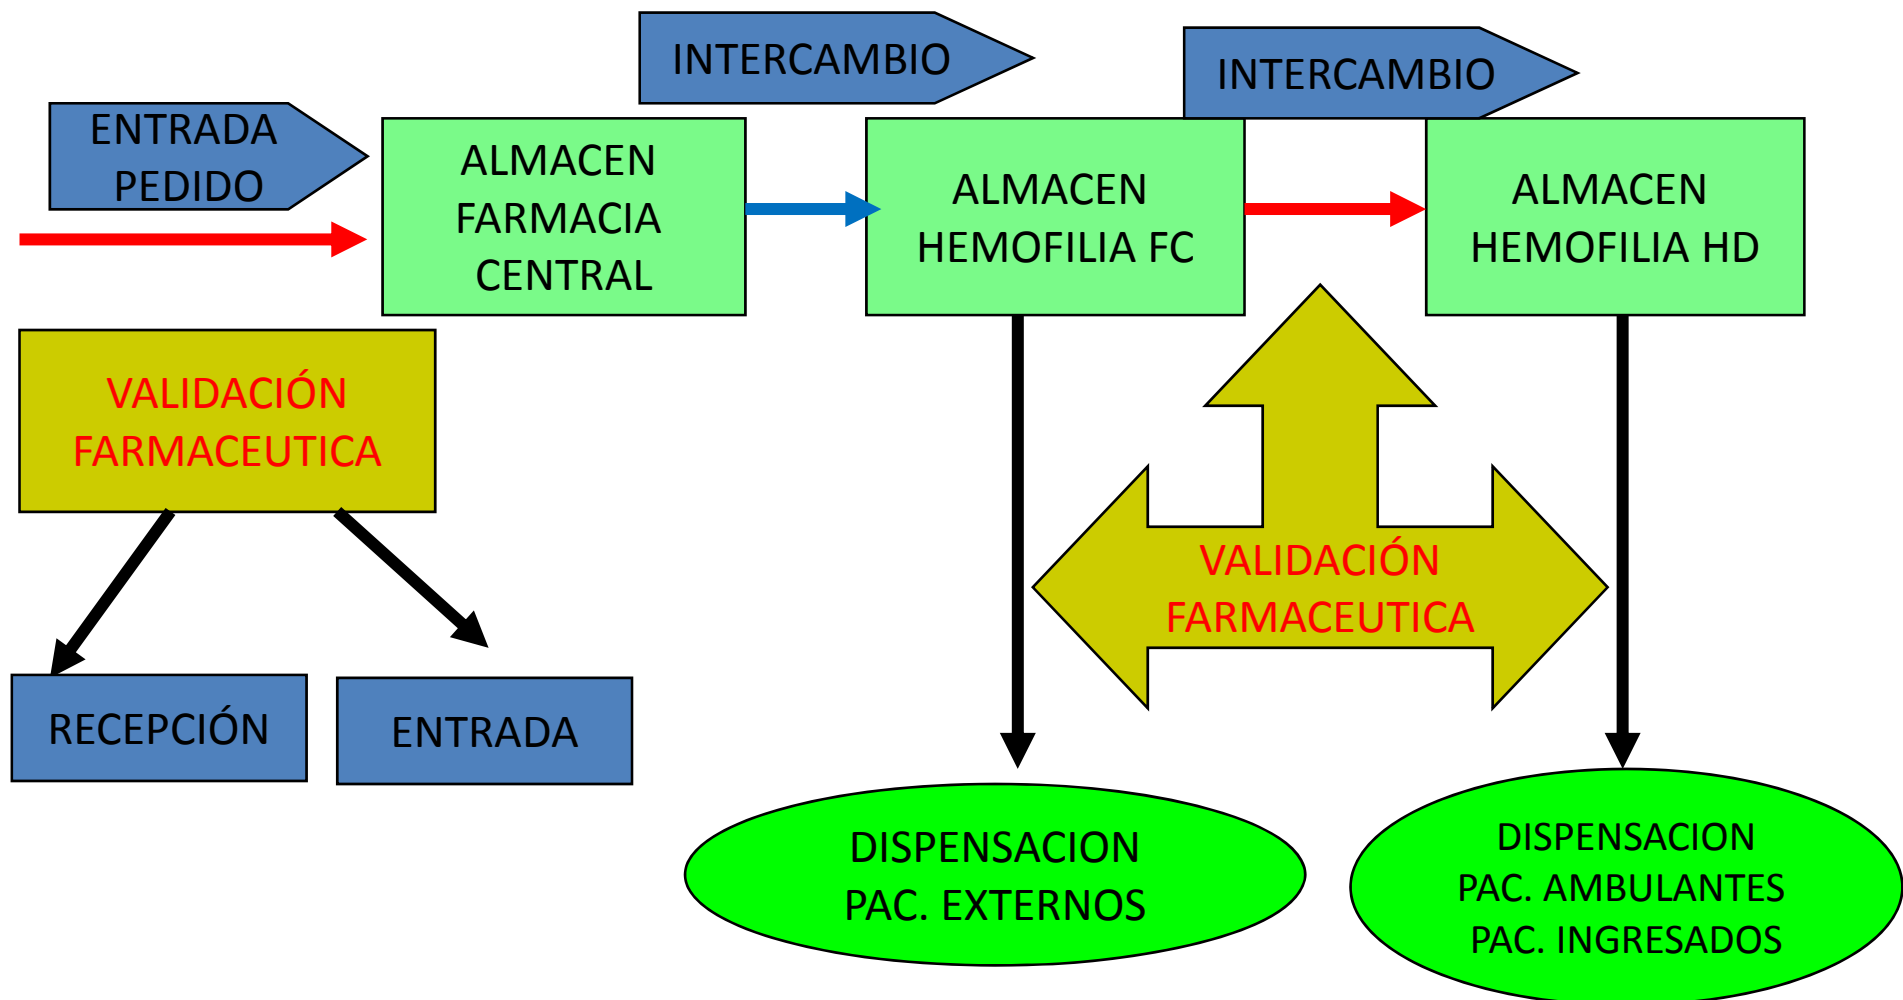 INTERCAMBIO
INTERCAMBIO
ENTRADA
PEDIDO
ALMACEN
FARMACIA
CENTRAL
ALMACEN
HEMOFILIA FC
ALMACEN
HEMOFILIA HD
VALIDACIÓN
FARMACEUTICA
VALIDACIÓN
FARMACEUTICA
RECEPCIÓN
ENTRADA
DISPENSACION
PAC. EXTERNOS
DISPENSACION
PAC. AMBULANTES
PAC. INGRESADOS